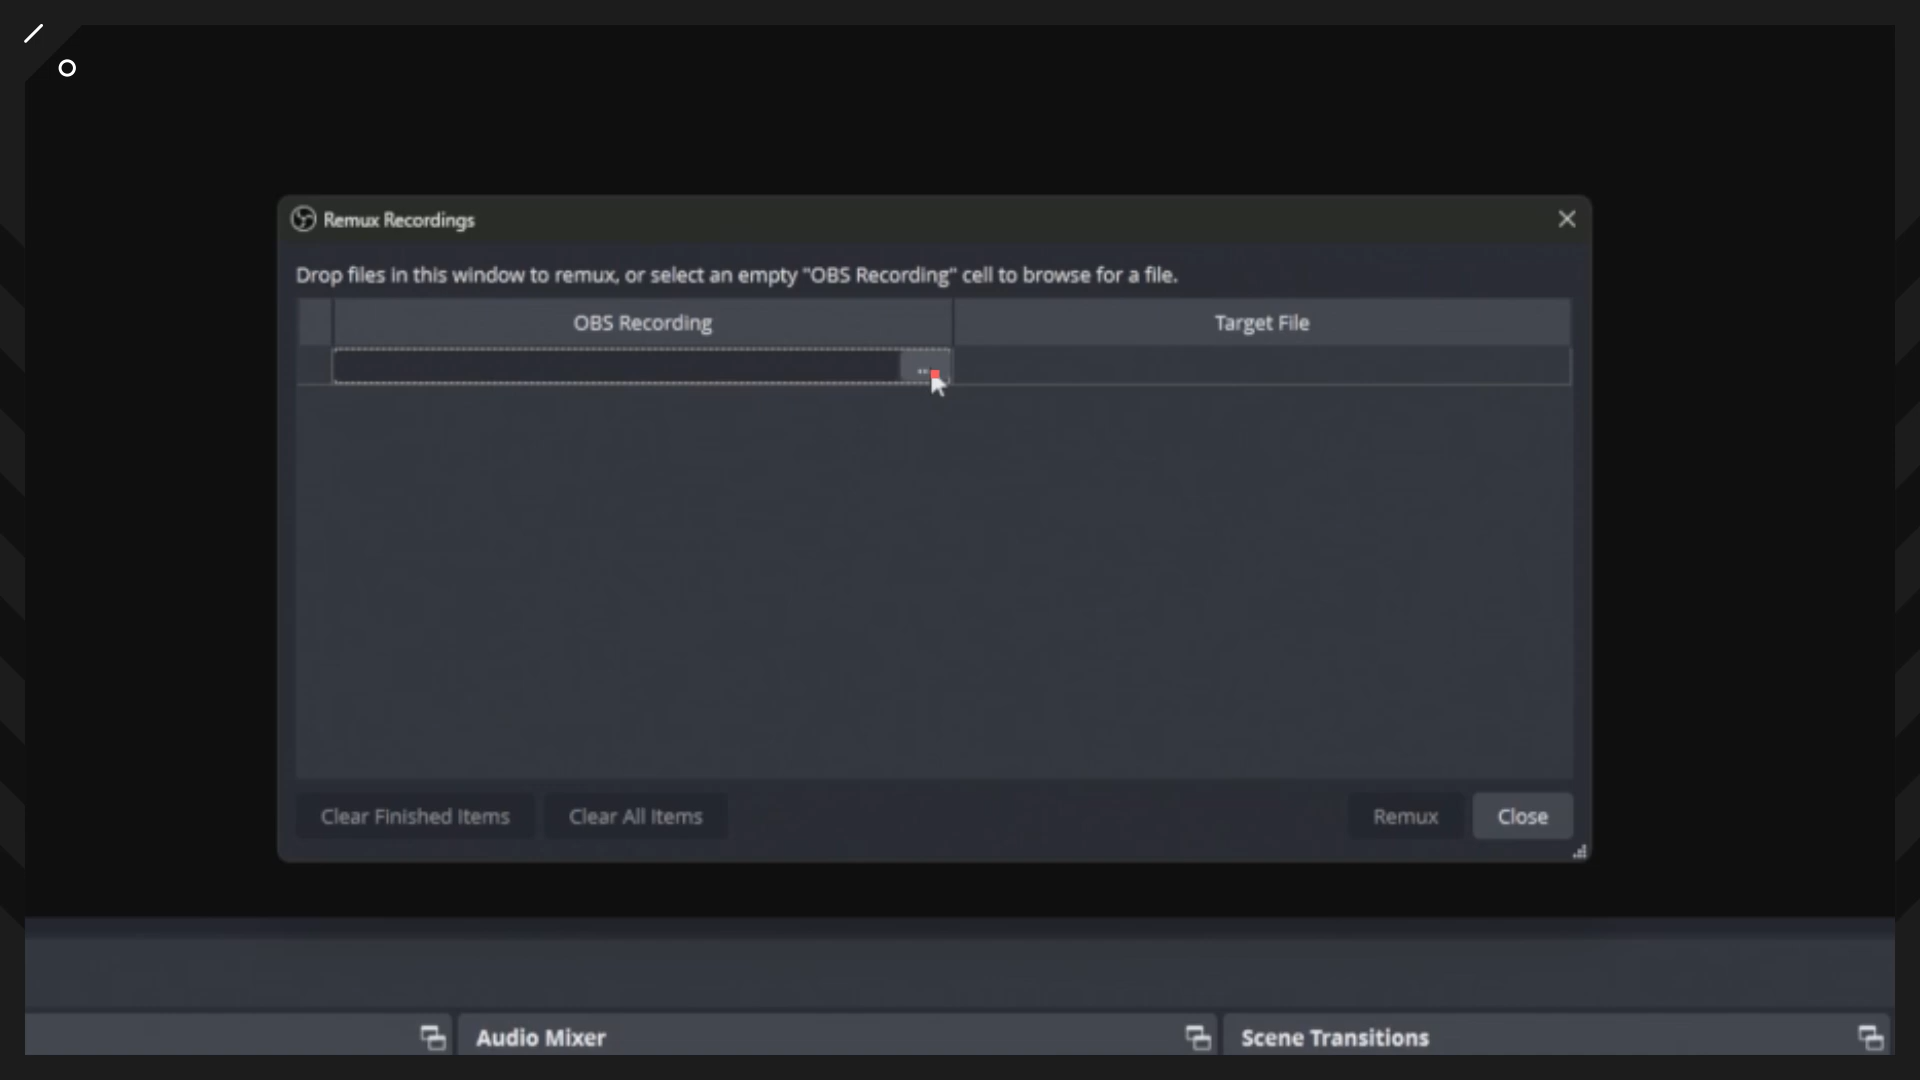 Remux Recordings
Drop files in this window to remux, or select an empty "OBS Recording" cell to browse for a file.
OBS Recording
Target File
...
Clear Finished Items
Clear All Items
Remux
Close
Audio Mixer
Scene Transitions